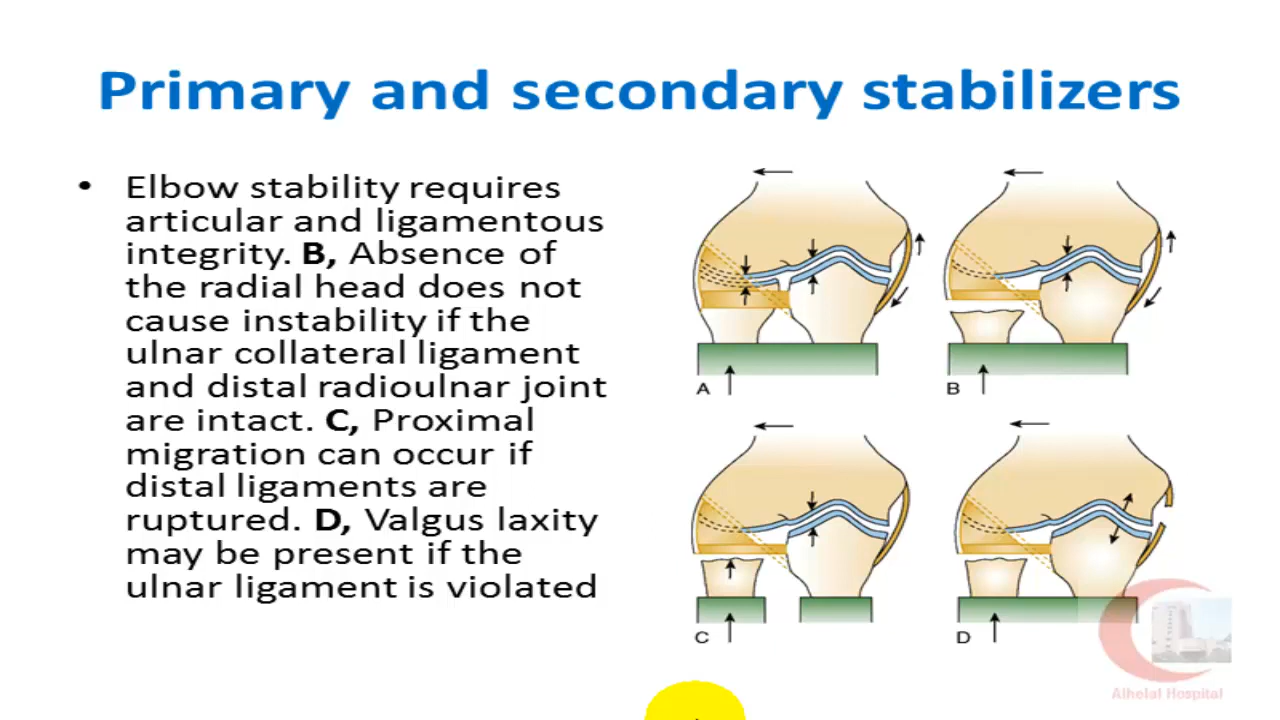 Primary and secondary stabilizers
• Elbow stability requires
articular and ligamentous
integrity. B, Absence of
the radial head does not
cause instability if the
ulnar collateral ligament
and distal radioulnar joint
are intact. C, Proximal
migration can occur if
distal ligaments are
ruptured. D, Valgus laxity
may be present if the
ulnar ligament is violated
A
B
C
D
Alhelal Hospital